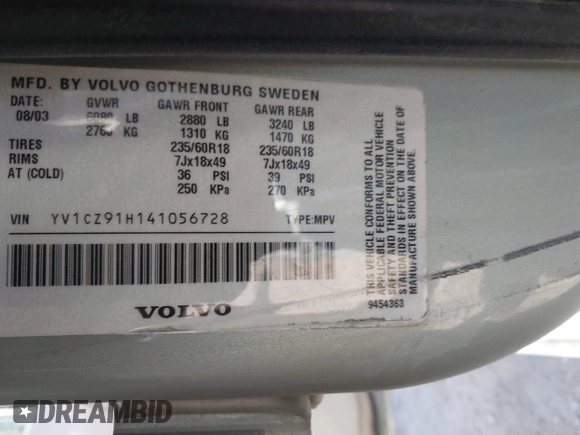 MFD. BY VOLVO GOTHENBURG SWEDEN
DATE: GVWR GAWR FRONT GAWR REAR
08/03 6080 LB 2880 LB 3240 LB
2760 KG 1310 KG 1470 KG
TIRES 235/60R18 235/60R18
RIMS 7Jx18x49 7Jx18x49
AT (COLD) 36 PSI 39 PSI
250 KPa 270 KPa
VIN YV1CZ91H141056728 TYPE:MPV
VOLVO
THIS VEHICLE CONFORMS TO ALL
APPLICABLE FEDERAL MOTOR VEHICLE
SAFETY AND THEFT PREVENTION
STANDARDS IN EFFECT ON THE DATE OF
MANUFACTURE SHOWN ABOVE.
9454363
DREAMBID